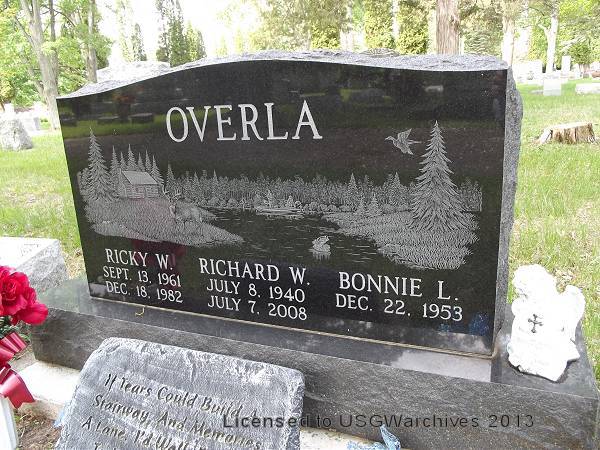 OVERLA
RICKY W.
SEPT. 13, 1961
DEC. 18, 1982
RICHARD W.
JULY 8, 1940
JULY 7, 2008
BONNIE L.
DEC. 22, 1953
If Tears Could Build A
Stairway, And Memories
A Lane, I'd Walk
Licensed to USGWarchives 2013